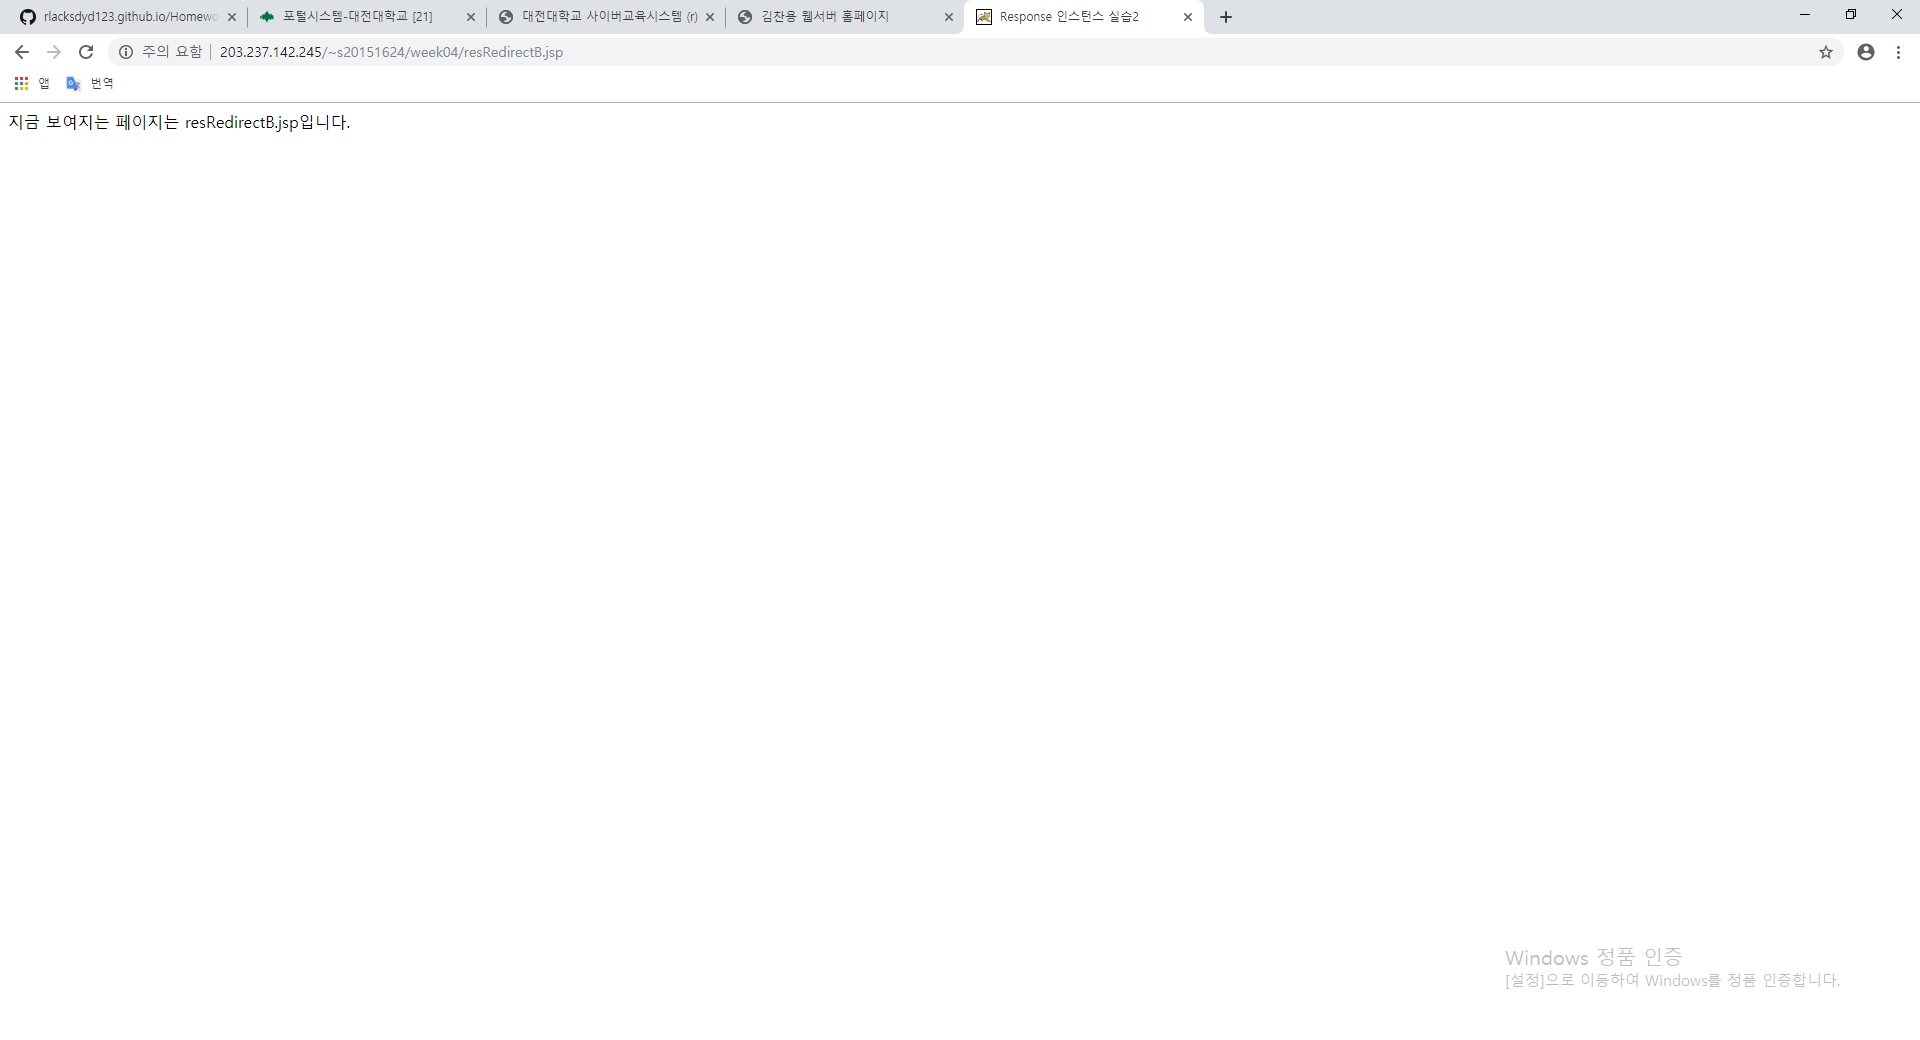 rlacksdyd123.github.io/Homewo
포털시스템-대전대학교 [21]
대전대학교 사이버교육시스템 (r)
김찬용 웹서버 홈페이지
Response 인스턴스 실습2
주의 요함 | 203.237.142.245/~s20151624/week04/resRedirectB.jsp
앱 번역
지금 보여지는 페이지는 resRedirectB.jsp입니다.
Windows 정품 인증
[설정]으로 이동하여 Windows를 정품 인증합니다.